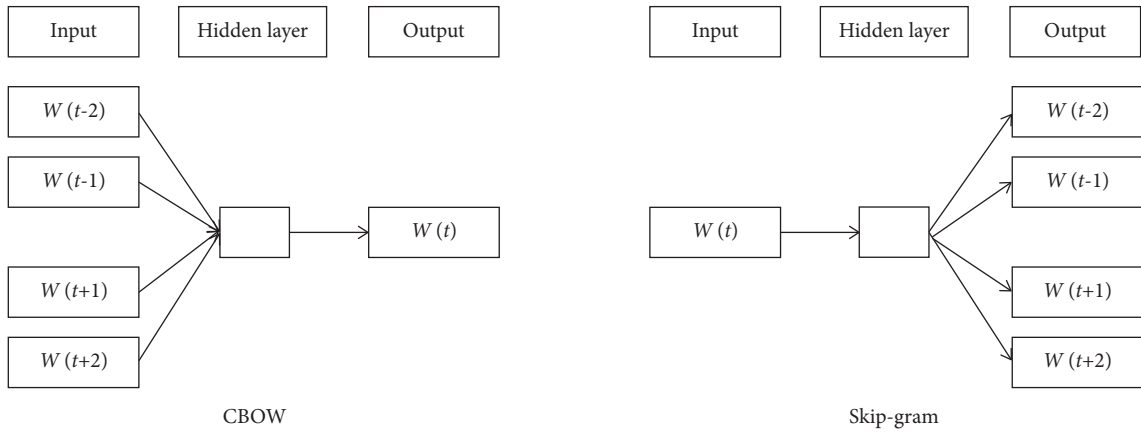 Input
Hidden layer
Output
W (t-2)
W (t-1)
W (t+1)
W (t+2)
W (t)
CBOW
Input
Hidden layer
Output
W (t)
W (t-2)
W (t-1)
W (t+1)
W (t+2)
Skip-gram